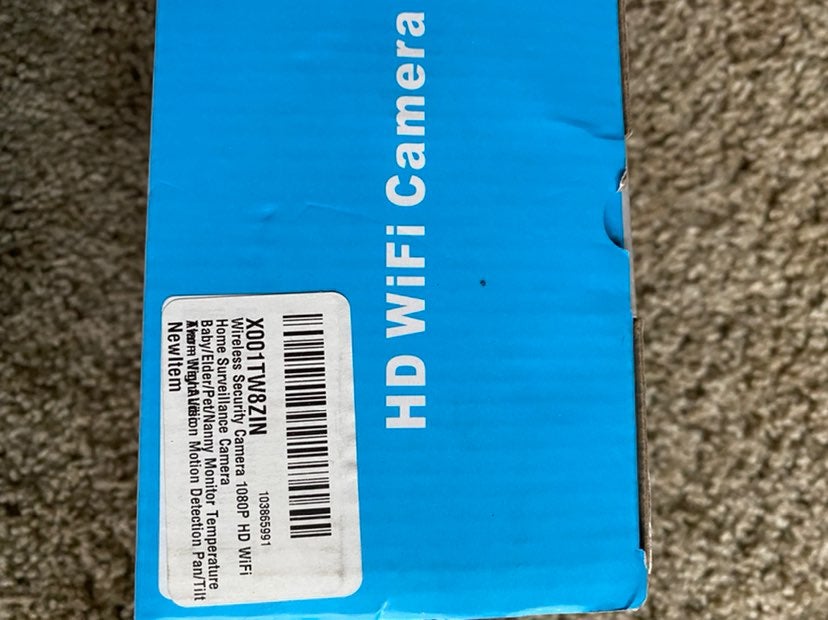 HD WiFi Camera
103865991
X001TW8ZIN
Wireless Security Camera 1080P HD WiFi
Home Surveillance Camera
Baby/Elder/Pet/Nanny Monitor Temperature
Motion Detection Pan/Tilt
NewItem